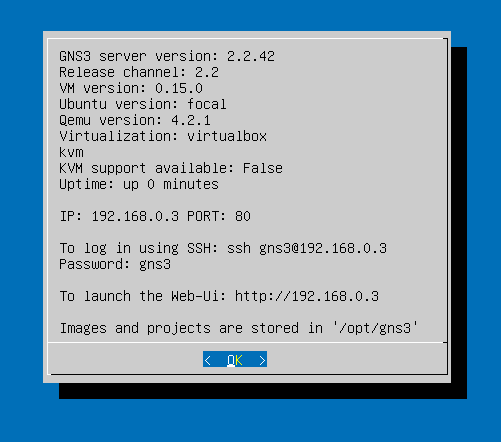 GNS3 server version: 2.2.42
Release channel: 2.2
VM version: 0.15.0
Ubuntu version: focal
Qemu version: 4.2.1
Virtualization: virtualbox
kvm
KVM support available: False
Uptime: up 0 minutes
IP: 192.168.0.3 PORT: 80
To log in using SSH: ssh gns3@192.168.0.3
Password: gns3
To launch the Web-Ui: http://192.168.0.3
Images and projects are stored in '/opt/gns3'
< OK >